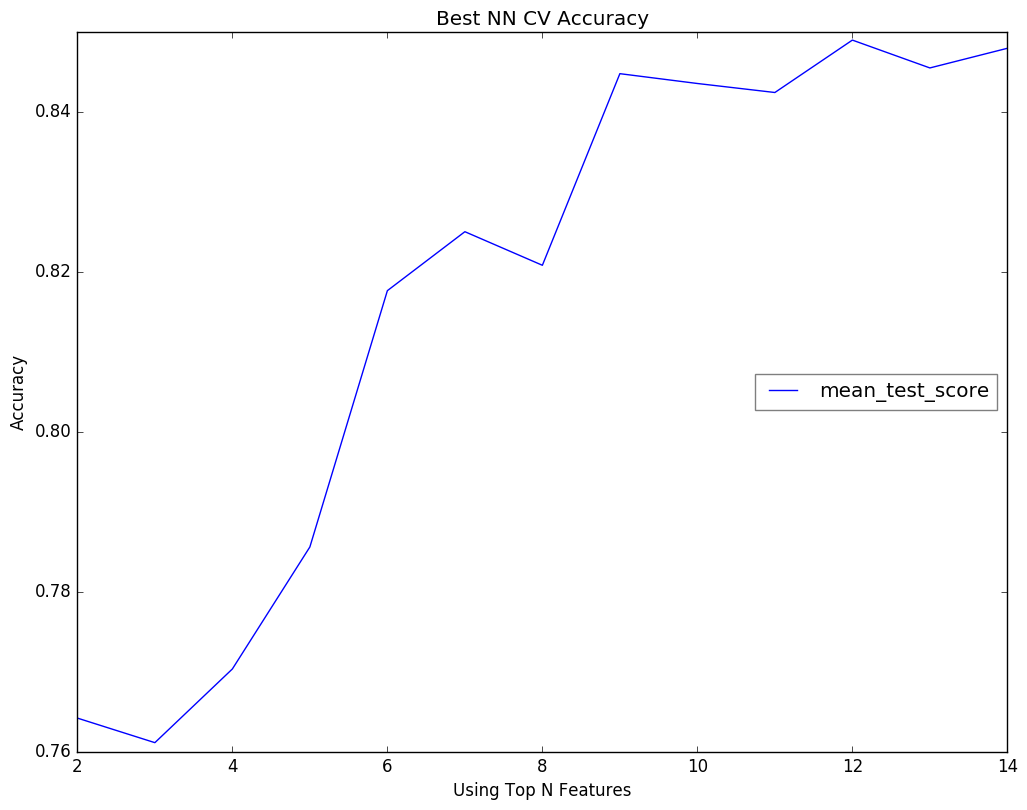 Best NN CV Accuracy
0.84
0.82
0.80
0.78
0.76
Accuracy
mean_test_score
2 4 6 8 10 12 14
Using Top N Features